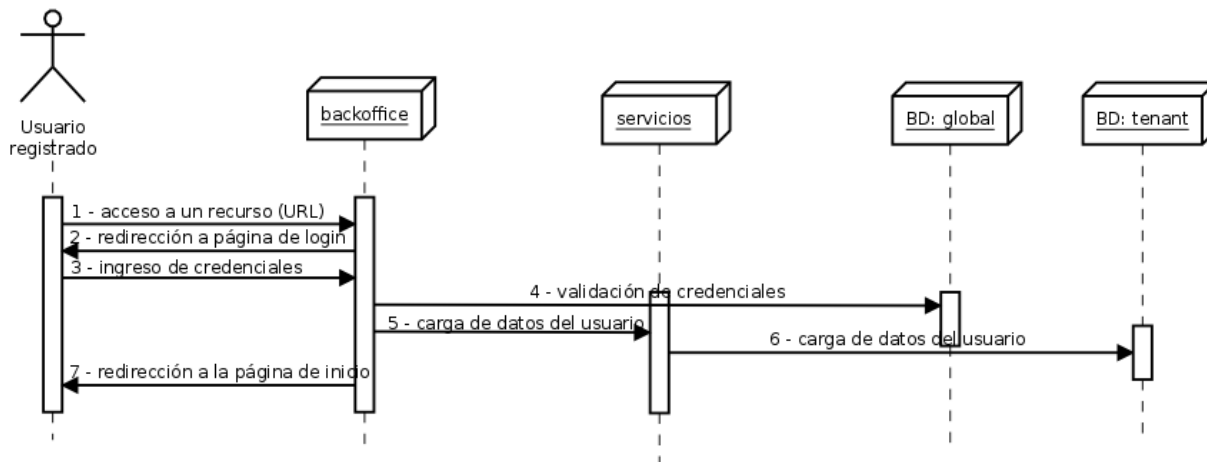 Usuario
registrado
backoffice
servicios
BD: global
BD: tenant
1 - acceso a un recurso (URL)
2 - redirección a página de login
3 - ingreso de credenciales
4 - validación de credenciales
5 - carga de datos del usuario
6 - carga de datos del usuario
7 - redirección a la página de inicio